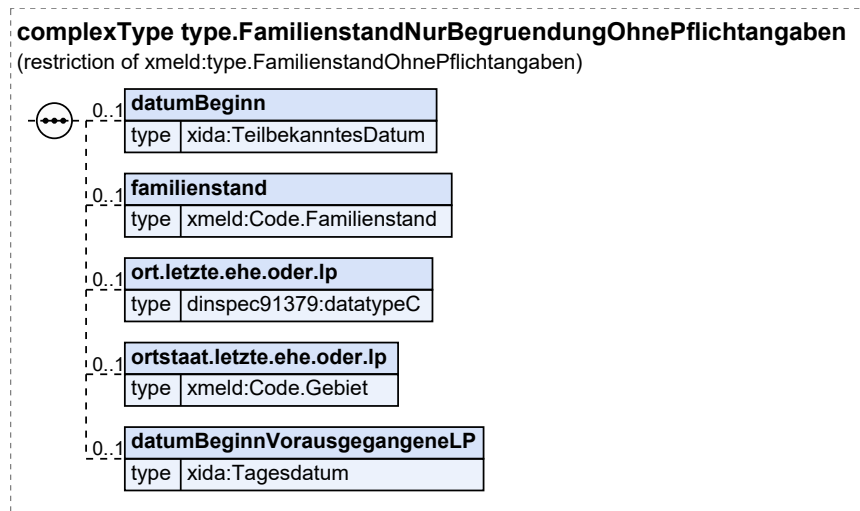 complexType type.FamilienstandNurBegruendungOhnePflichtangaben
(restriction of xmeld:type.FamilienstandOhnePflichtangaben)
0..1 datumBeginn
type xida:TeilbekanntesDatum
0..1 familienstand
type xmeld:Code.Familienstand
0..1 ort.letzte.ehe.oder.lp
type dinspec91379:datatypeC
0..1 ortstaat.letzte.ehe.oder.lp
type xmeld:Code.Gebiet
0..1 datumBeginnVorausgegangeneLP
type xida:Tagesdatum